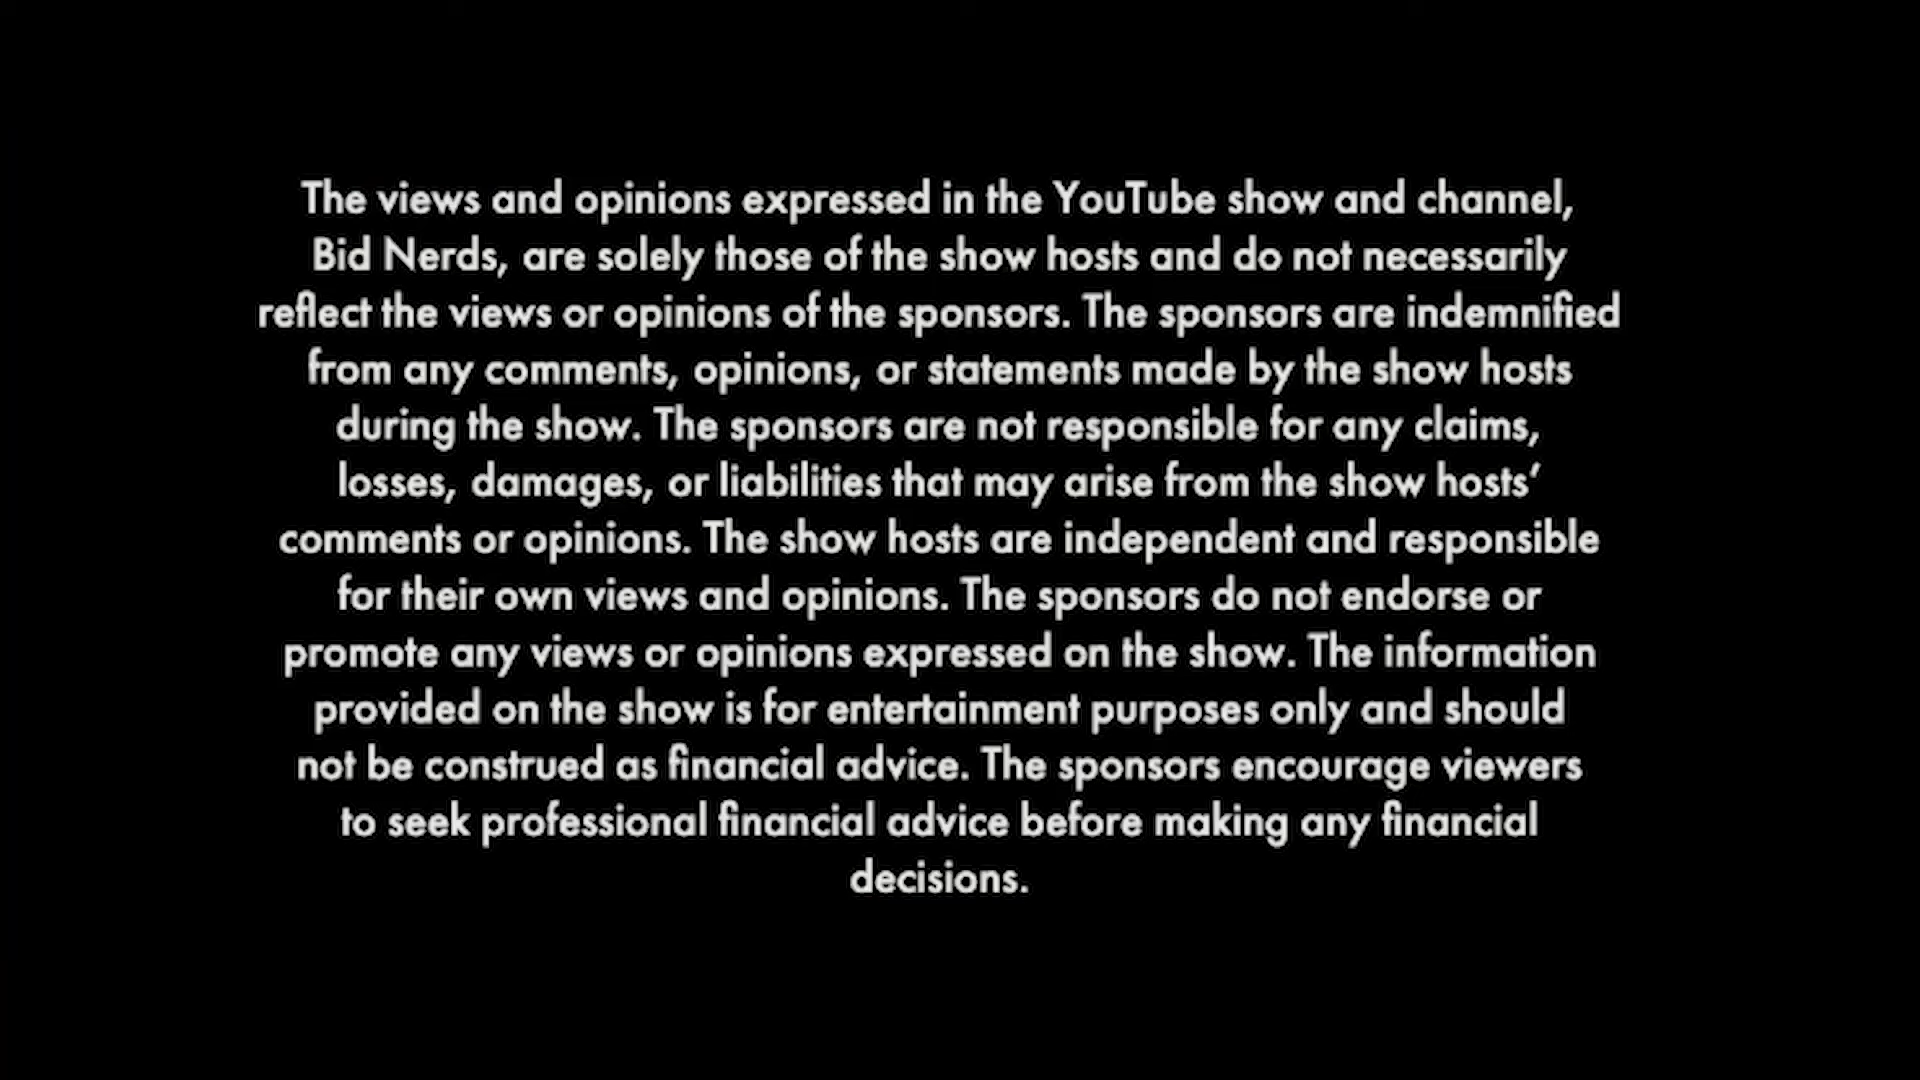 The views and opinions expressed in the YouTube show and channel,
Bid Nerds, are solely those of the show hosts and do not necessarily
reflect the views or opinions of the sponsors. The sponsors are indemnified
from any comments, opinions, or statements made by the show hosts
during the show. The sponsors are not responsible for any claims,
losses, damages, or liabilities that may arise from the show hosts’
comments or opinions. The show hosts are independent and responsible
for their own views and opinions. The sponsors do not endorse or
promote any views or opinions expressed on the show. The information
provided on the show is for entertainment purposes only and should
not be construed as financial advice. The sponsors encourage viewers
to seek professional financial advice before making any financial
decisions.